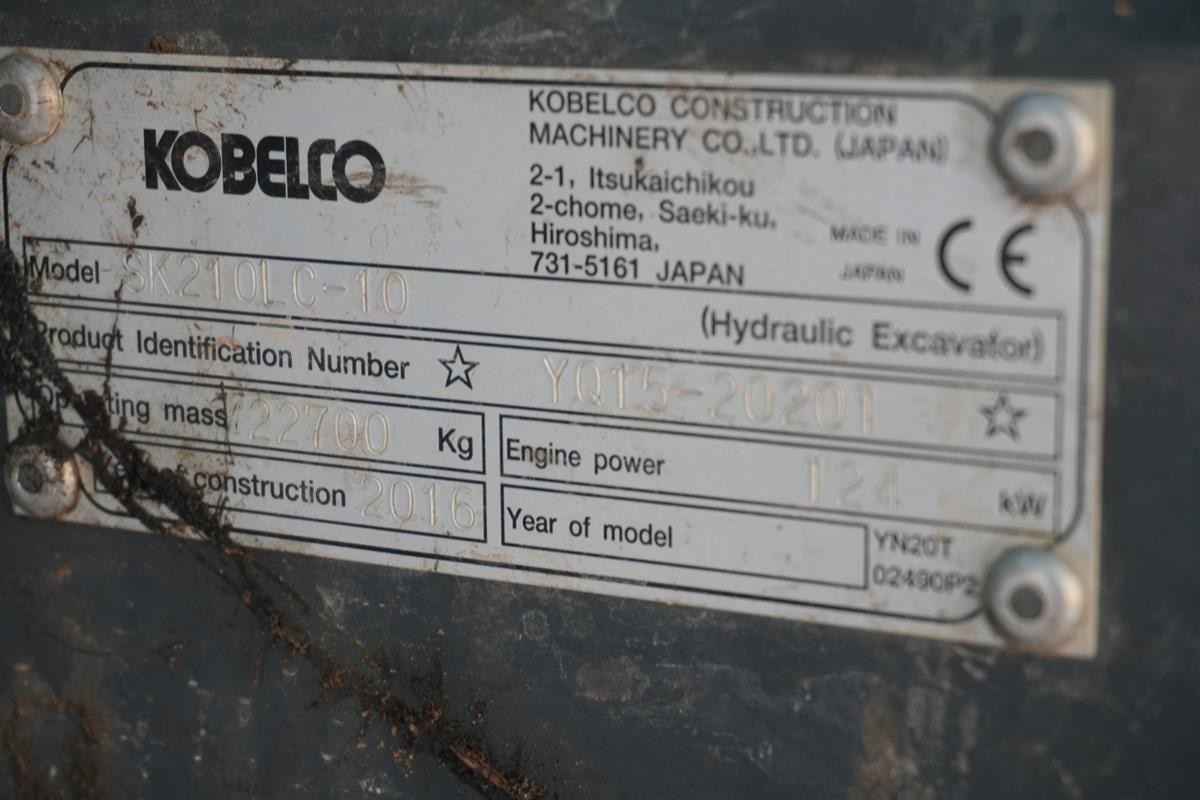 KOBELCO
KOBELCO CONSTRUCTION
MACHINERY CO.,LTD. (JAPAN)
2-1, Itsukaichikou
2-chome, Saeki-ku,
Hiroshima,
731-5161 JAPAN
MADE IN
JAPAN
CE
Model SK210LC-10
(Hydraulic Excavator)
Product Identification Number ☆ YQ15-20201 ☆
Operating mass 22700 Kg
Engine power 124 kW
of construction 2016
Year of model
YN20T
02490P2